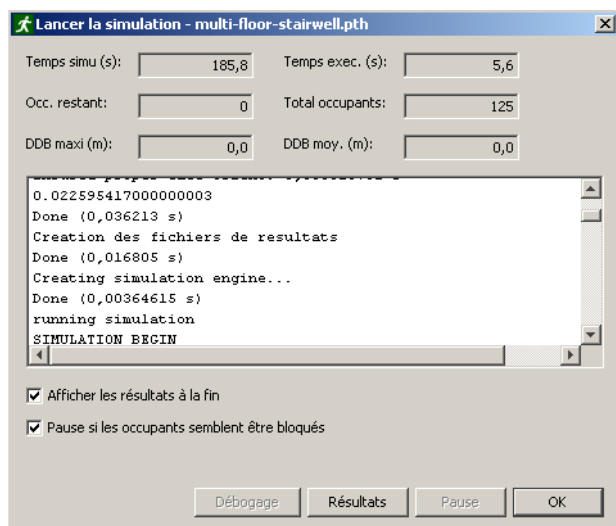 Lancer la simulation - multi-floor-stairwell.pth
Temps simu (s): 185,8 Temps exec. (s): 5,6
Occ. restant: 0 Total occupants: 125
DDB maxi (m): 0,0 DDB moy. (m): 0,0
0.022595417000000003
Done (0,036213 s)
Creation des fichiers de resultats
Done (0,016805 s)
Creating simulation engine...
Done (0,00364615 s)
running simulation
SIMULATION BEGIN
Afficher les résultats à la fin
Pause si les occupants semblent être bloqués
Débogage Résultats Pause OK